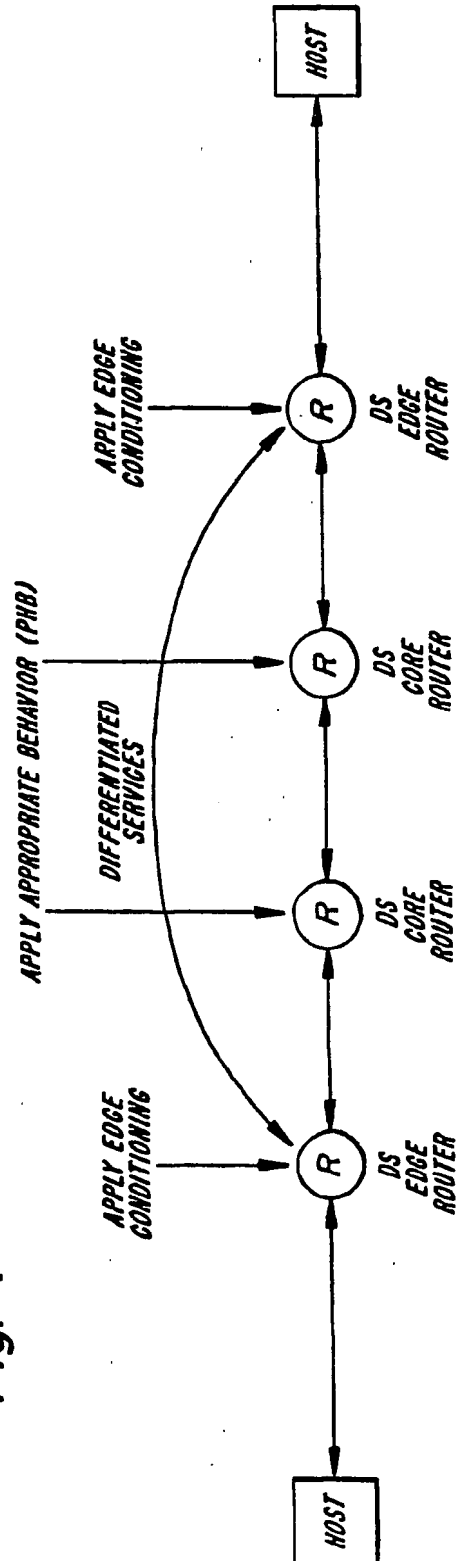 APPLY APPROPRIATE BEHAVIOR (PHB)
APPLY EDGE
CONDITIONING
APPLY EDGE
CONDITIONING
DIFFERENTIATED
SERVICES
HOST
R
R
R
R
HOST
DS
EDGE
ROUTER
DS
CORE
ROUTER
DS
CORE
ROUTER
DS
EDGE
ROUTER